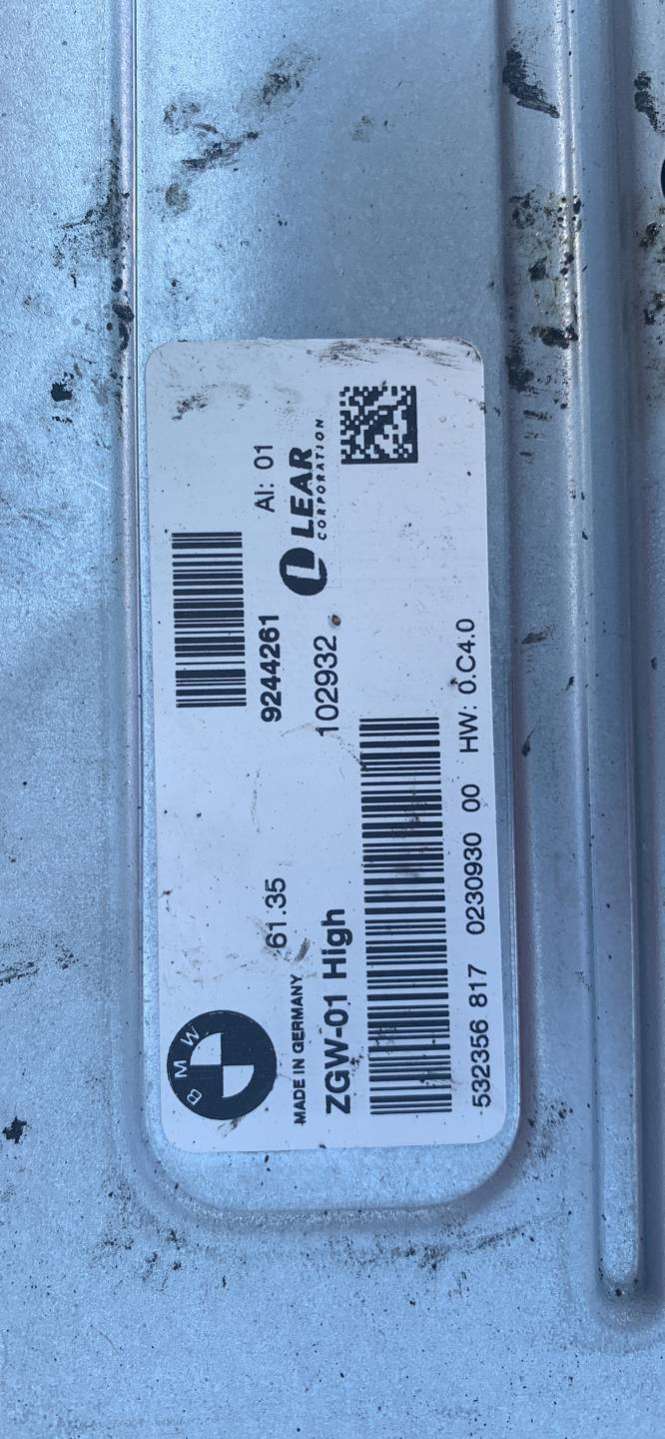 BMW
61.35
9244261
AI: 01
MADE IN GERMANY
LEAR
CORPORATION
ZGW-01 High
102932
532356 817 0230930 00 HW: 0.C4.0